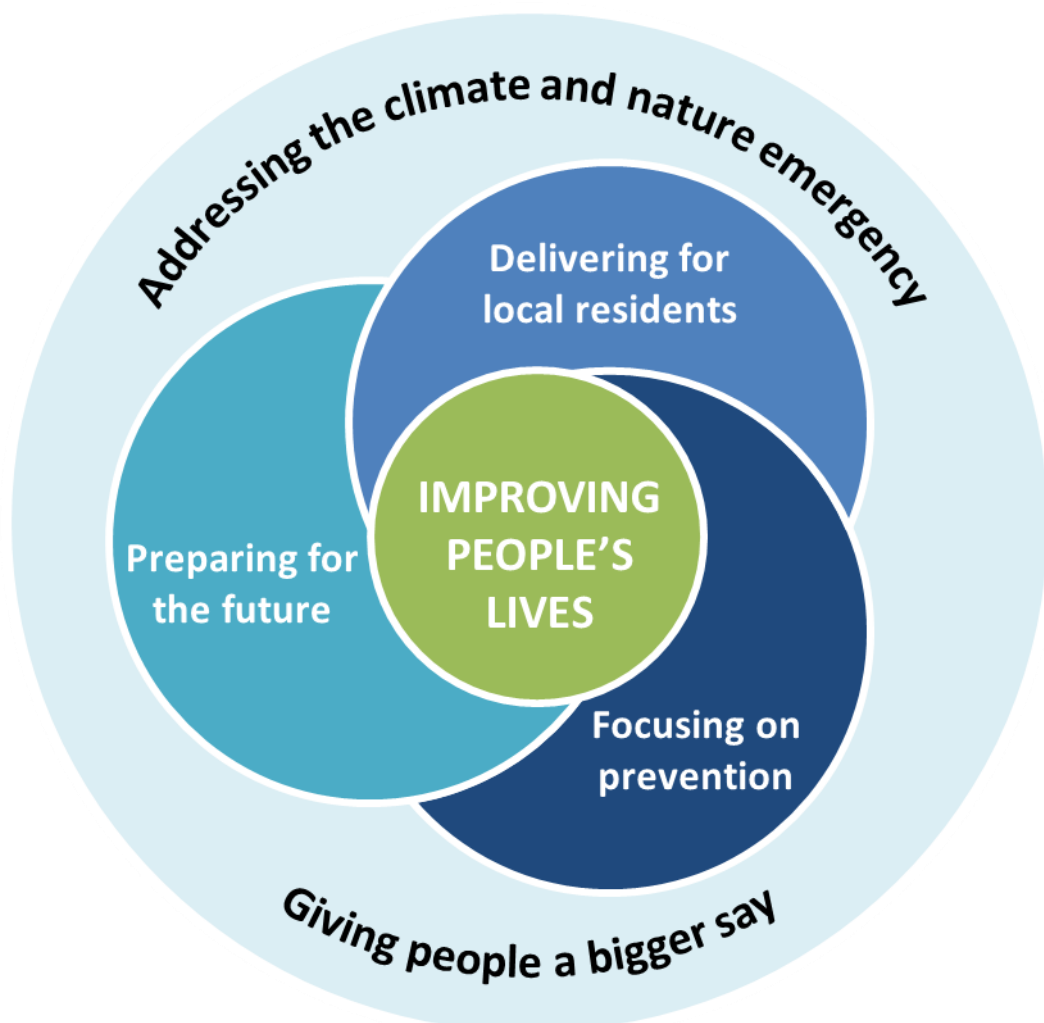 Addressing the climate and nature emergency
Delivering for
local residents
IMPROVING
PEOPLE’S
LIVES
Preparing for
the future
Focusing on
prevention
Giving people a bigger say